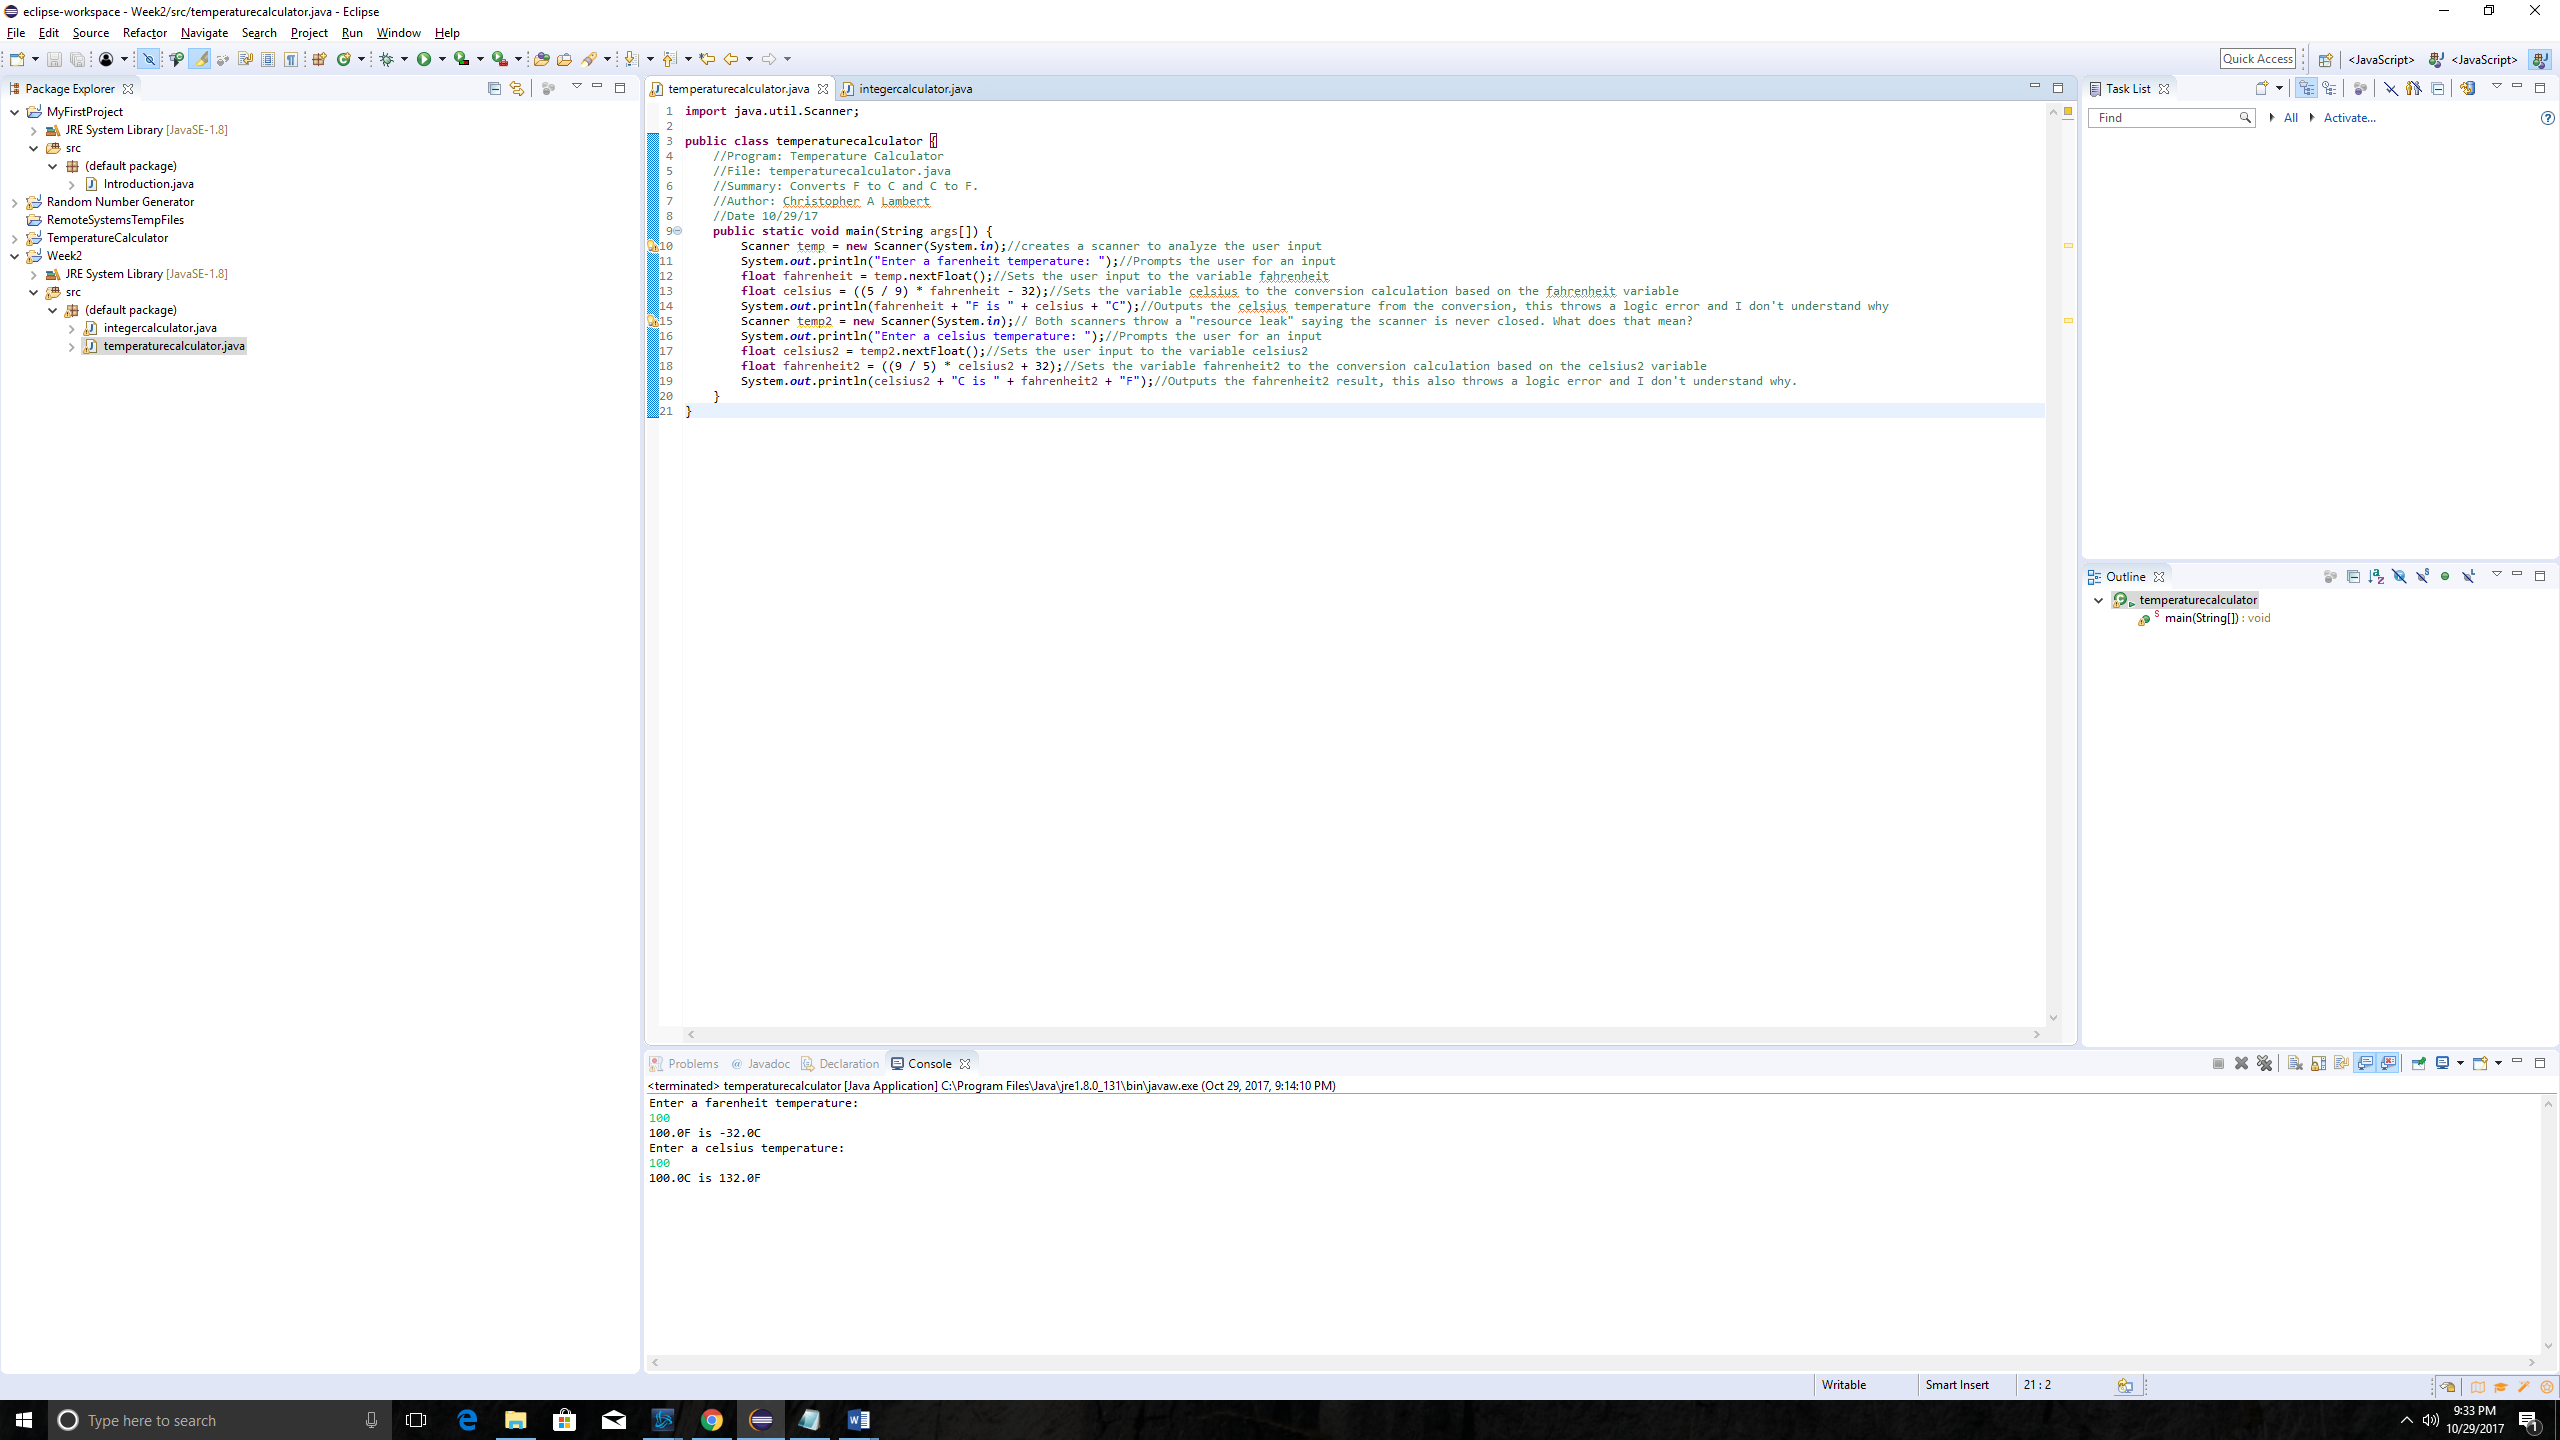 eclipse-workspace - Week2/src/temperaturecalculator.java - Eclipse
File Edit Source Refactor Navigate Search Project Run Window Help
Quick Access <JavaScript> <JavaScript>
Package Explorer
MyFirstProject
JRE System Library [JavaSE-1.8]
src
(default package)
Introduction.java
Random Number Generator
RemoteSystemsTempFiles
TemperatureCalculator
Week2
JRE System Library [JavaSE-1.8]
src
(default package)
integercalculator.java
temperaturecalculator.java
temperaturecalculator.java integercalculator.java
1 import java.util.Scanner;
2
3 public class temperaturecalculator {
4 //Program: Temperature Calculator
5 //File: temperaturecalculator.java
6 //Summary: Converts F to C and C to F.
7 //Author: Christopher A Lambert
8 //Date 10/29/17
9 public static void main(String args[]) {
10 Scanner temp = new Scanner(System.in);//creates a scanner to analyze the user input
11 System.out.println("Enter a farenheit temperature: ");//Prompts the user for an input
12 float fahrenheit = temp.nextFloat();//Sets the user input to the variable fahrenheit
13 float celsius = ((5 / 9) * fahrenheit - 32);//Sets the variable celsius to the conversion calculation based on the fahrenheit variable
14 System.out.println(fahrenheit + "F is " + celsius + "C");//Outputs the celsius temperature from the conversion, this throws a logic error and I don't understand why
15 Scanner temp2 = new Scanner(System.in);// Both scanners throw a "resource leak" saying the scanner is never closed. What does that mean?
16 System.out.println("Enter a celsius temperature: ");//Prompts the user for an input
17 float celsius2 = temp2.nextFloat();//Sets the user input to the variable celsius2
18 float fahrenheit2 = ((9 / 5) * celsius2 + 32);//Sets the variable fahrenheit2 to the conversion calculation based on the celsius2 variable
19 System.out.println(celsius2 + "C is " + fahrenheit2 + "F");//Outputs the fahrenheit2 result, this also throws a logic error and I don't understand why.
20 }
21 }
Task List
Find All Activate...
Outline
temperaturecalculator
main(String[]) : void
Problems @ Javadoc Declaration Console
<terminated> temperaturecalculator [Java Application] C:\Program Files\Java\jre1.8.0_131\bin\javaw.exe (Oct 29, 2017, 9:14:10 PM)
Enter a farenheit temperature:
100
100.0F is -32.0C
Enter a celsius temperature:
100
100.0C is 132.0F
Writable Smart Insert 21 : 2
Type here to search
9:33 PM
10/29/2017
1